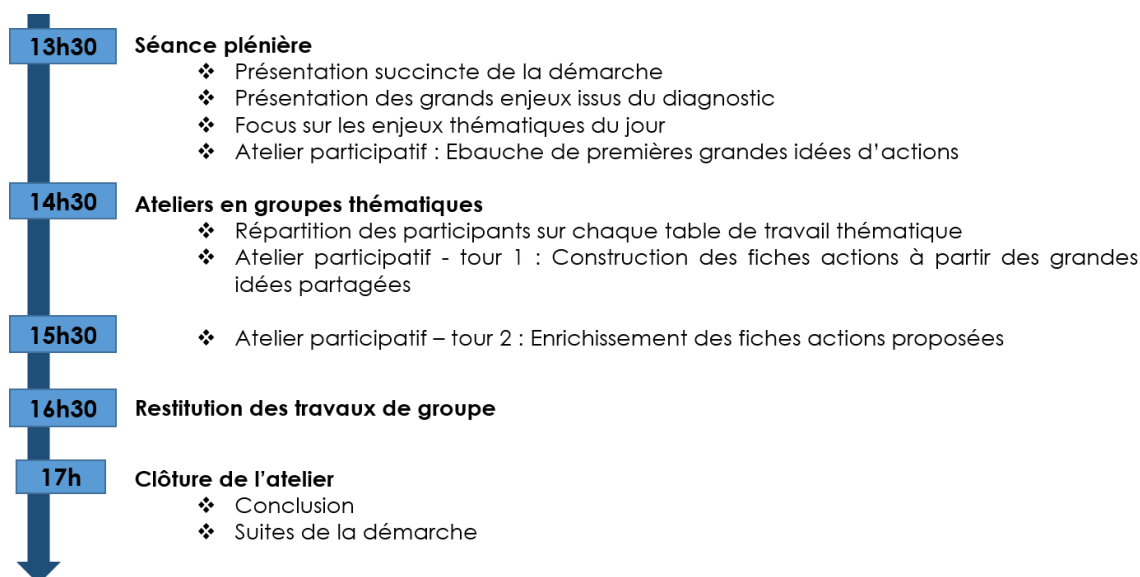 13h30 Séance plénière
❖ Présentation succincte de la démarche
❖ Présentation des grands enjeux issus du diagnostic
❖ Focus sur les enjeux thématiques du jour
❖ Atelier participatif : Ebauche de premières grandes idées d’actions
14h30 Ateliers en groupes thématiques
❖ Répartition des participants sur chaque table de travail thématique
❖ Atelier participatif - tour 1 : Construction des fiches actions à partir des grandes
idées partagées
15h30 ❖ Atelier participatif – tour 2 : Enrichissement des fiches actions proposées
16h30 Restitution des travaux de groupe
17h Clôture de l’atelier
❖ Conclusion
❖ Suites de la démarche